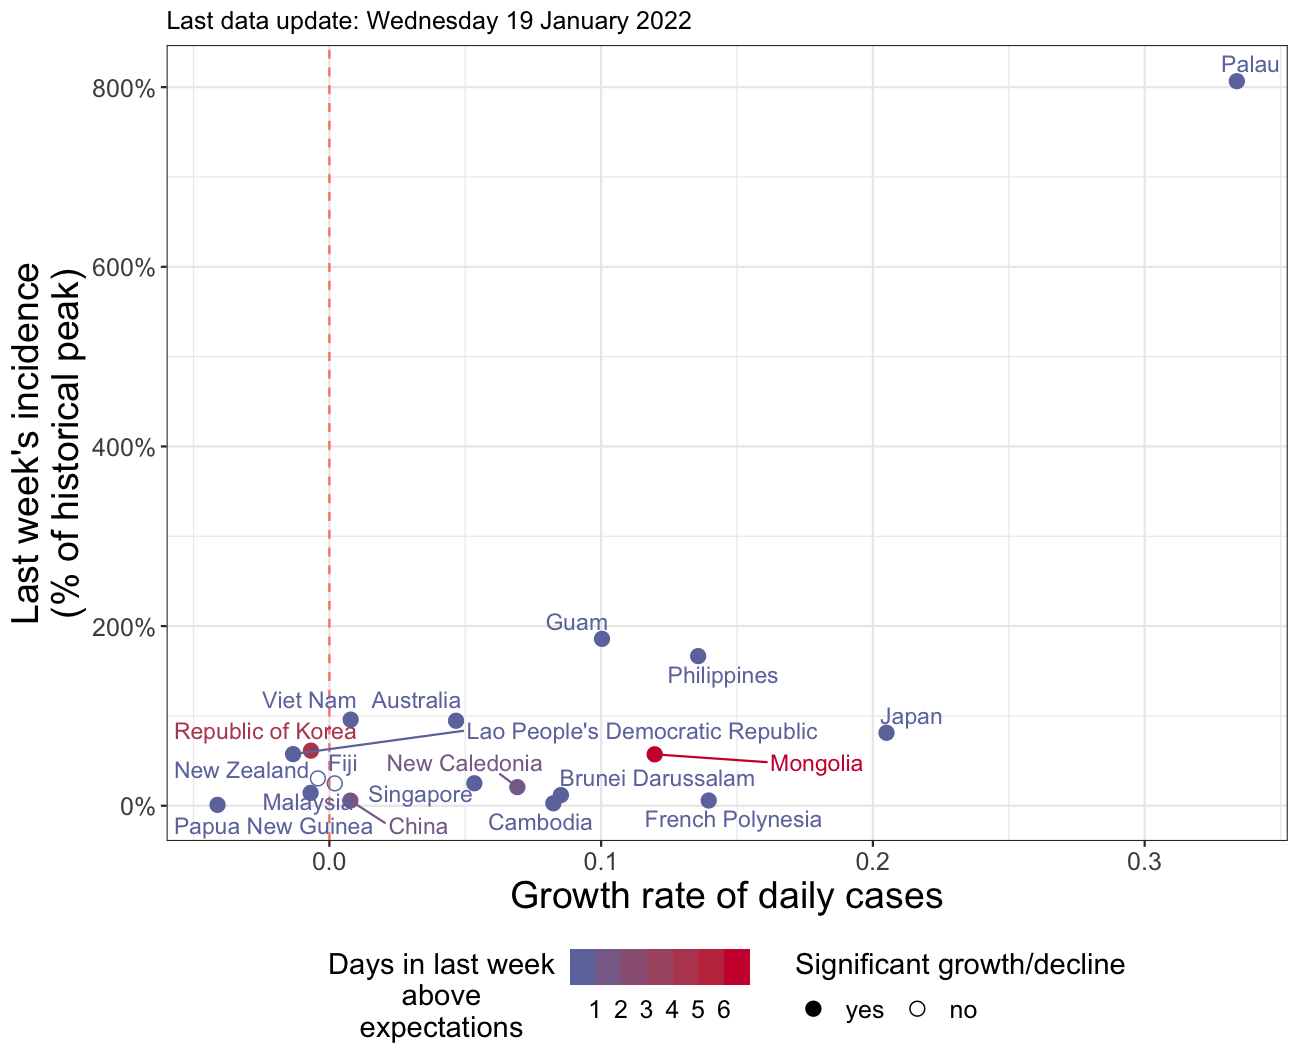 Last data update: Wednesday 19 January 2022
Last week's incidence
(% of historical peak)
800%
600%
400%
200%
0%
Palau
Guam
Philippines
Viet Nam
Australia
Japan
Republic of Korea
Lao People's Democratic Republic
New Zealand
Fiji
New Caledonia
Mongolia
Brunei Darussalam
Malaysia
Singapore
Papua New Guinea
China
Cambodia
French Polynesia
0.0
0.1
0.2
0.3
Growth rate of daily cases
Days in last week
above
expectations
1 2 3 4 5 6
Significant growth/decline
yes
no